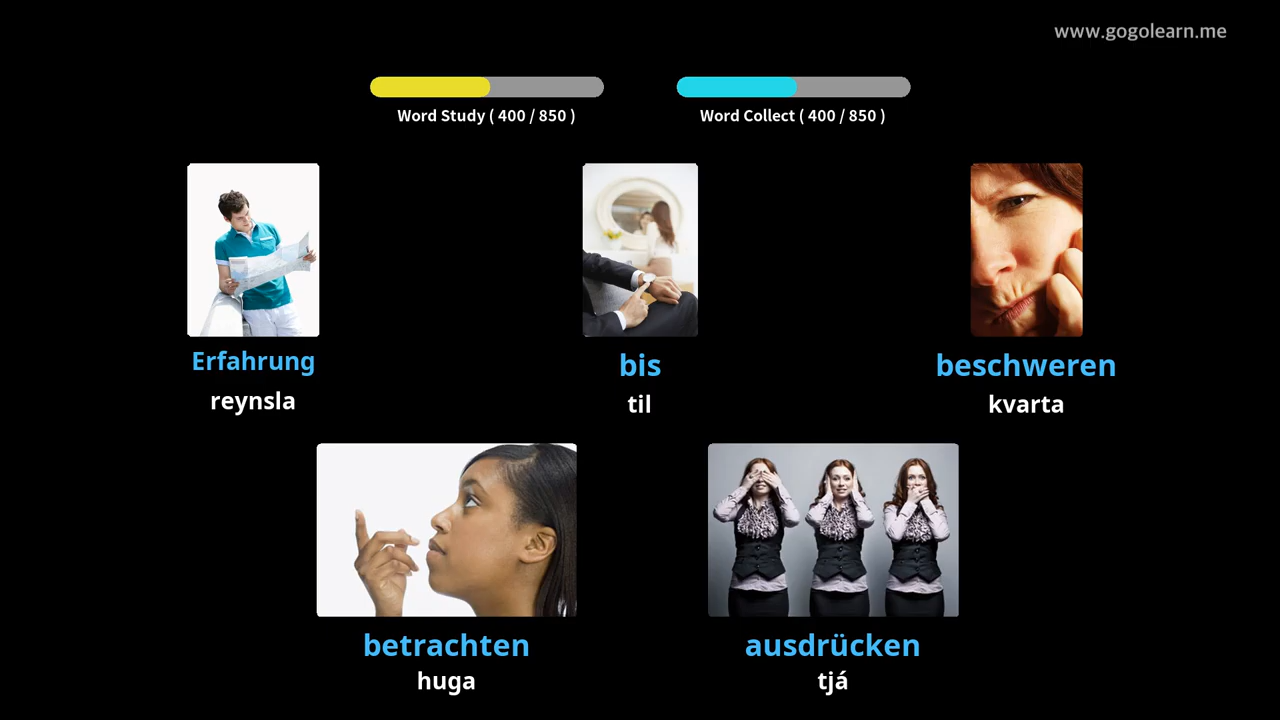 www.gogolearn.me
Word Study ( 400 / 850 )
Word Collect ( 400 / 850 )
Erfahrung
reynsla
bis
til
beschweren
kvarta
betrachten
huga
ausdrücken
tjá